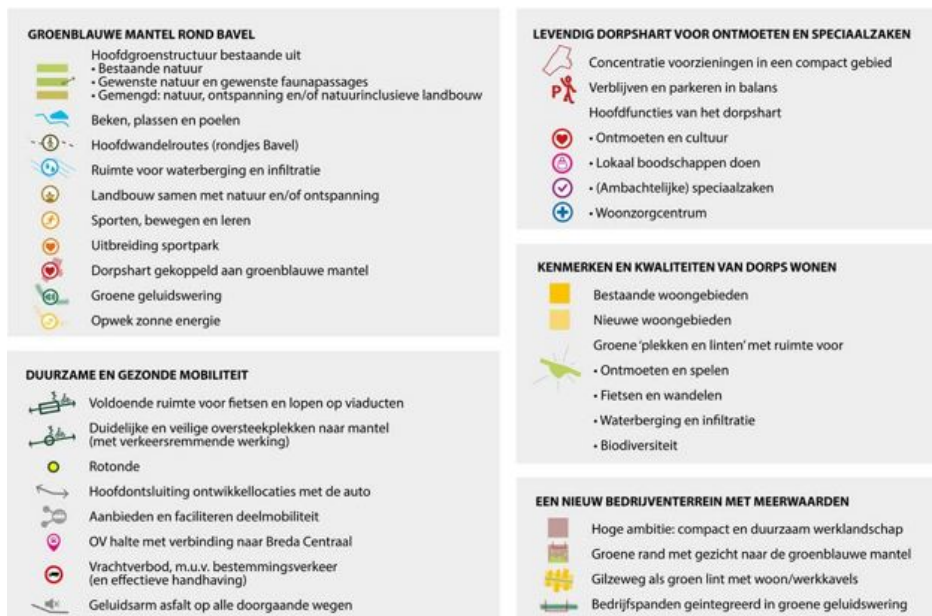 GROENBLAUWE MANTEL ROND BAVEL
Hoofdgroenstructuur bestaande uit
• Bestaande natuur
• Gewenste natuur en gewenste faunapassages
• Gemengd: natuur, ontspanning en/of natuurinclusieve landbouw
Beken, plassen en poelen
Hoofdwandelroutes (rondjes Bavel)
Ruimte voor waterberging en infiltratie
Landbouw samen met natuur en/of ontspanning
Sporten, bewegen en leren
Uitbreiding sportpark
Dorpshart gekoppeld aan groenblauwe mantel
Groene geluidswering
Opwek zonne energie
DUURZAME EN GEZONDE MOBILITEIT
Voldoende ruimte voor fietsen en lopen op viaducten
Duidelijke en veilige oversteekplekken naar mantel
(met verkeersremmende werking)
Rotonde
Hoofdontsluiting ontwikkellocaties met de auto
Aanbieden en faciliteren deelmobiliteit
OV halte met verbinding naar Breda Centraal
Vrachtverbod, m.u.v. bestemmingsverkeer
(en effectieve handhaving)
Geluidsarm asfalt op alle doorgaande wegen
LEVENDIG DORPSHART VOOR ONTMOETEN EN SPECIAALZAKEN
Concentratie voorzieningen in een compact gebied
P Verblijven en parkeren in balans
Hoofdfuncties van het dorpshart
• Ontmoeten en cultuur
• Lokaal boodschappen doen
• (Ambachtelijke) speciaalzaken
• Woonzorgcentrum
KENMERKEN EN KWALITEITEN VAN DORPS WONEN
Bestaande woongebieden
Nieuwe woongebieden
Groene 'plekken en linten' met ruimte voor
• Ontmoeten en spelen
• Fietsen en wandelen
• Waterberging en infiltratie
• Biodiversiteit
EEN NIEUW BEDRIJVENTERREIN MET MEERWAARDEN
Hoge ambitie: compact en duurzaam werklandschap
Groene rand met gezicht naar de groenblauwe mantel
Gilzeweg als groen lint met woon/werkkavels
Bedrijfspanden geintegreerd in groene geluidswering